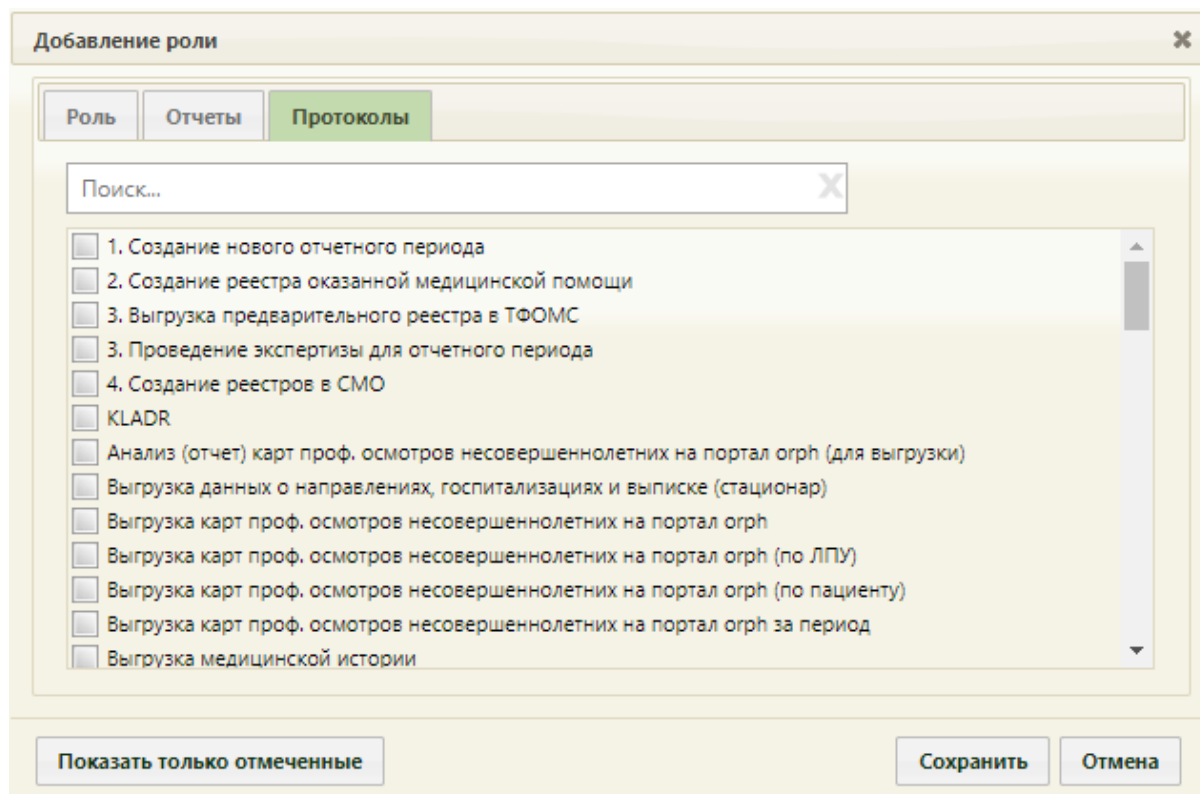 Добавление роли
Роль Отчеты Протоколы
Поиск...
1. Создание нового отчетного периода
2. Создание реестра оказанной медицинской помощи
3. Выгрузка предварительного реестра в ТФОМС
3. Проведение экспертизы для отчетного периода
4. Создание реестров в СМО
KLADR
Анализ (отчет) карт проф. осмотров несовершеннолетних на портал orph (для выгрузки)
Выгрузка данных о направлениях, госпитализациях и выписке (стационар)
Выгрузка карт проф. осмотров несовершеннолетних на портал orph
Выгрузка карт проф. осмотров несовершеннолетних на портал orph (по ЛПУ)
Выгрузка карт проф. осмотров несовершеннолетних на портал orph (по пациенту)
Выгрузка карт проф. осмотров несовершеннолетних на портал orph за период
Выгрузка медицинской истории
Показать только отмеченные Сохранить Отмена